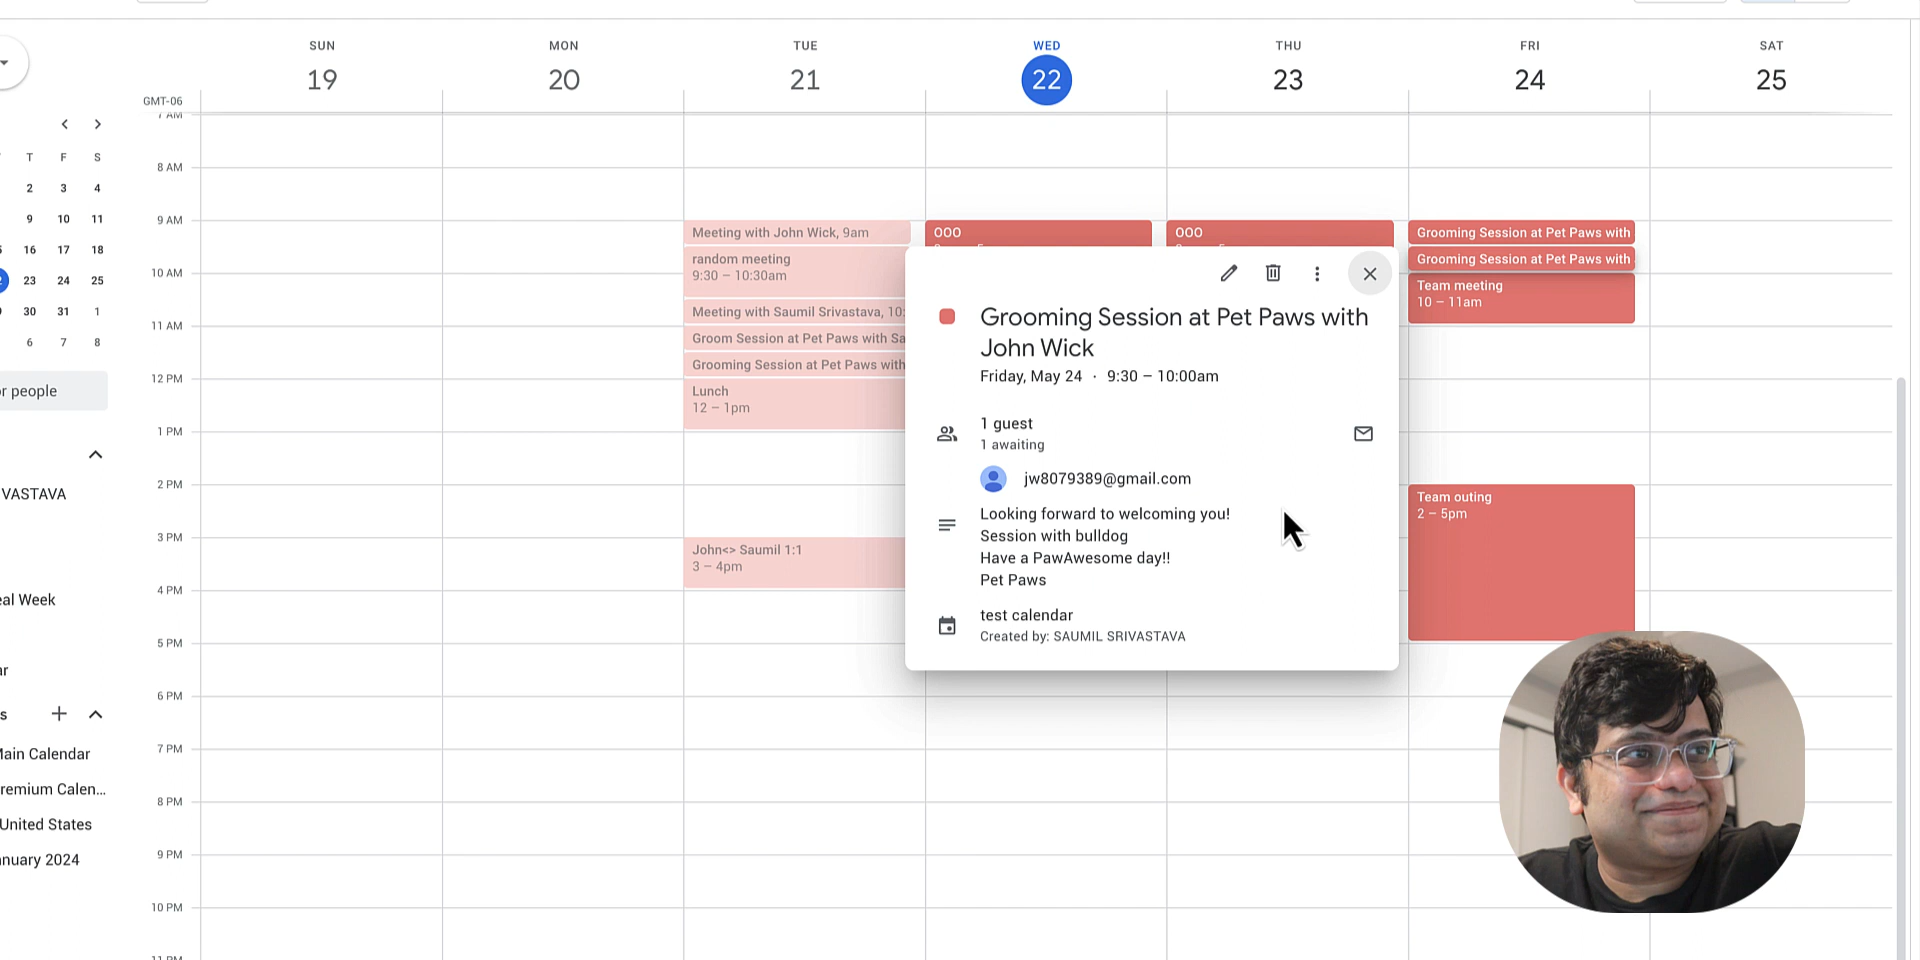 SUN
MON
TUE
WED
THU
FRI
SAT
19
20
21
22
23
24
25
GMT-06
7 AM
8 AM
9 AM
10 AM
11 AM
12 PM
1 PM
2 PM
3 PM
4 PM
5 PM
6 PM
7 PM
8 PM
9 PM
10 PM
11 PM
T F S
2 3 4
9 10 11
16 17 18
23 24 25
30 31 1
6 7 8
or people
VASTAVA
eal Week
ar
s
Main Calendar
remium Calen...
United States
anuary 2024
Meeting with John Wick, 9am
random meeting
9:30 – 10:30am
Meeting with Saumil Srivastava, 10:
Groom Session at Pet Paws with Sa
Grooming Session at Pet Paws with
Lunch
12 – 1pm
John<> Saumil 1:1
3 – 4pm
OOO
OOO
Grooming Session at Pet Paws with
Grooming Session at Pet Paws with
Team meeting
10 – 11am
Team outing
2 – 5pm
Grooming Session at Pet Paws with
John Wick
Friday, May 24 · 9:30 – 10:00am
1 guest
1 awaiting
jw8079389@gmail.com
Looking forward to welcoming you!
Session with bulldog
Have a PawAwesome day!!
Pet Paws
test calendar
Created by: SAUMIL SRIVASTAVA